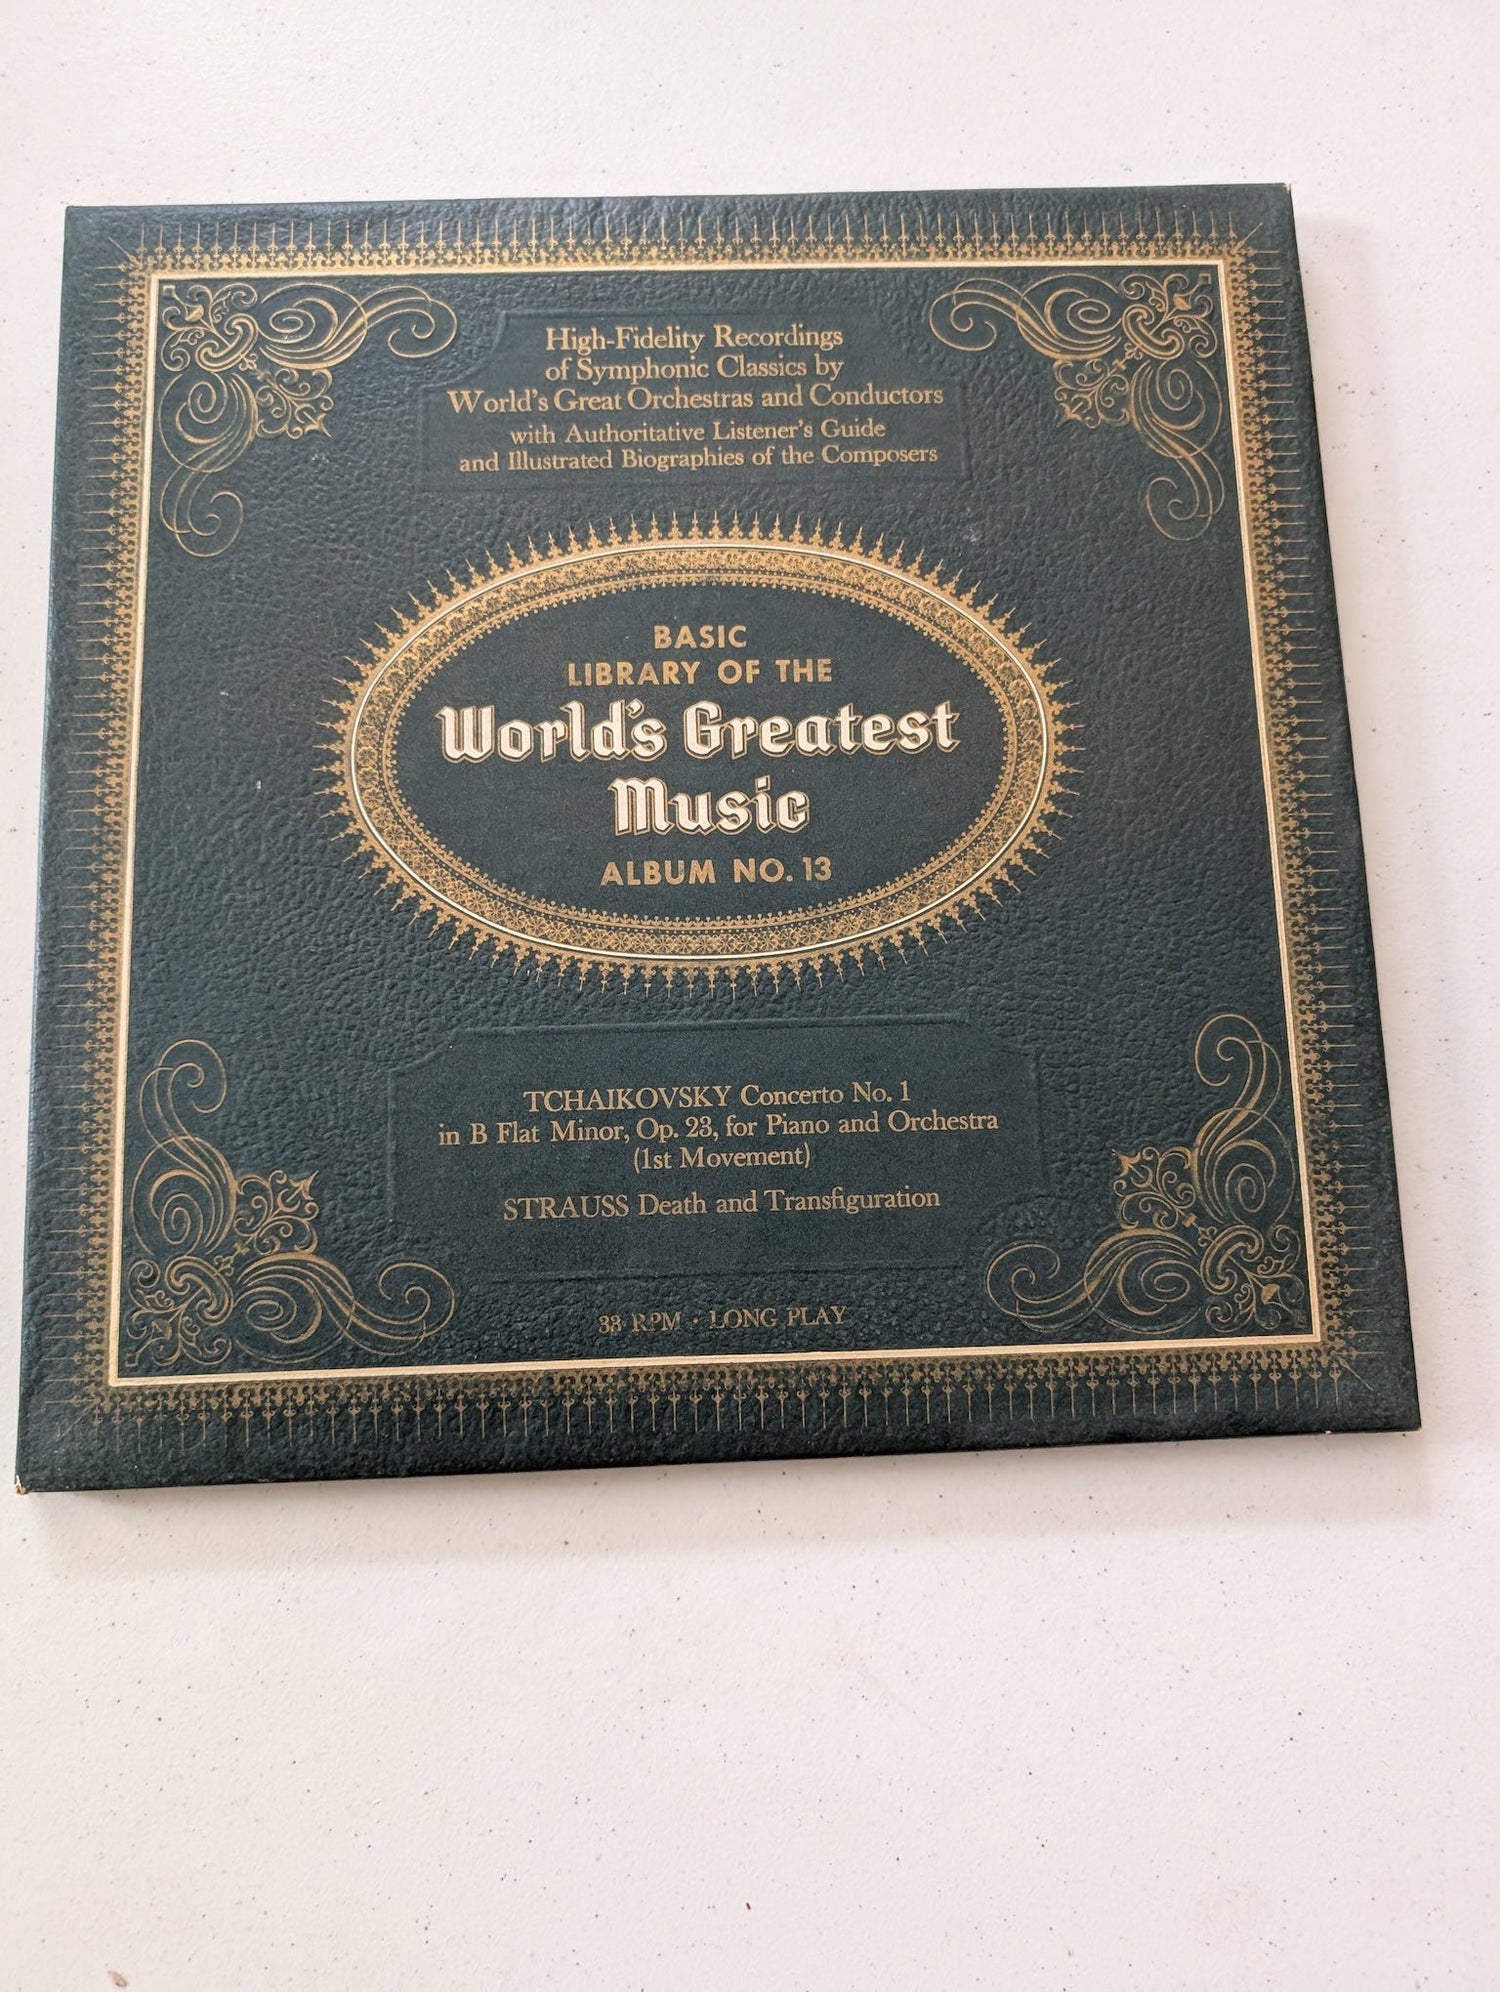 High-Fidelity Recordings
of Symphonic Classics by
World's Great Orchestras and Conductors
with Authoritative Listener's Guide
and Illustrated Biographies of the Composers
BASIC
LIBRARY OF THE
World's Greatest
Music
ALBUM NO. 13
TCHAIKOVSKY Concerto No. 1
in B Flat Minor, Op. 23, for Piano and Orchestra
(1st Movement)
STRAUSS Death and Transfiguration
33 RPM · LONG PLAY